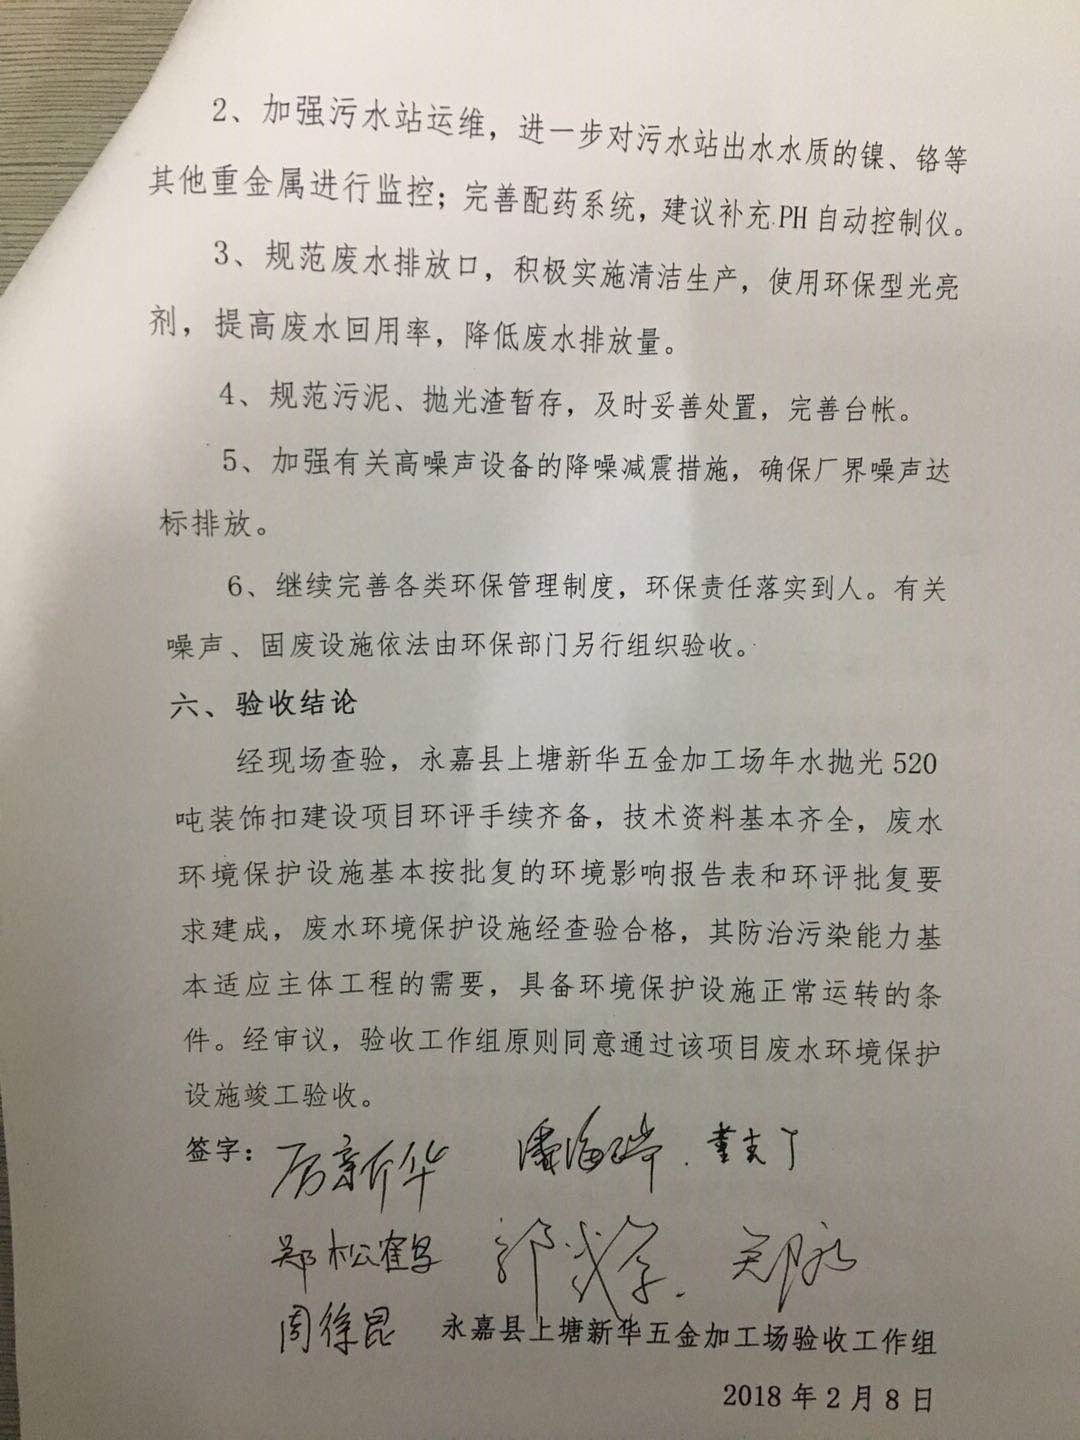 2、加强污水站运维，进一步对污水站出水水质的镍、铬等
其他重金属进行监控；完善配药系统，建议补充PH自动控制仪。
3、规范废水排放口，积极实施清洁生产，使用环保型光亮
剂，提高废水回用率，降低废水排放量。
4、规范污泥、抛光渣暂存，及时妥善处置，完善台帐。
5、加强有关高噪声设备的降噪减震措施，确保厂界噪声达
标排放。
6、继续完善各类环保管理制度，环保责任落实到人。有关
噪声、固废设施依法由环保部门另行组织验收。
六、验收结论
经现场查验，永嘉县上塘新华五金加工场年水抛光520
吨装饰扣建设项目环评手续齐备，技术资料基本齐全，废水
环境保护设施基本按批复的环境影响报告表和环评批复要
求建成，废水环境保护设施经查验合格，其防治污染能力基
本适应主体工程的需要，具备环境保护设施正常运转的条
件。经审议，验收工作组原则同意通过该项目废水环境保护
设施竣工验收。
签字：厉新华 潘海
郑松鹤 郑
周徐昆 永嘉县上塘新华五金加工场验收工作组
2018年2月8日